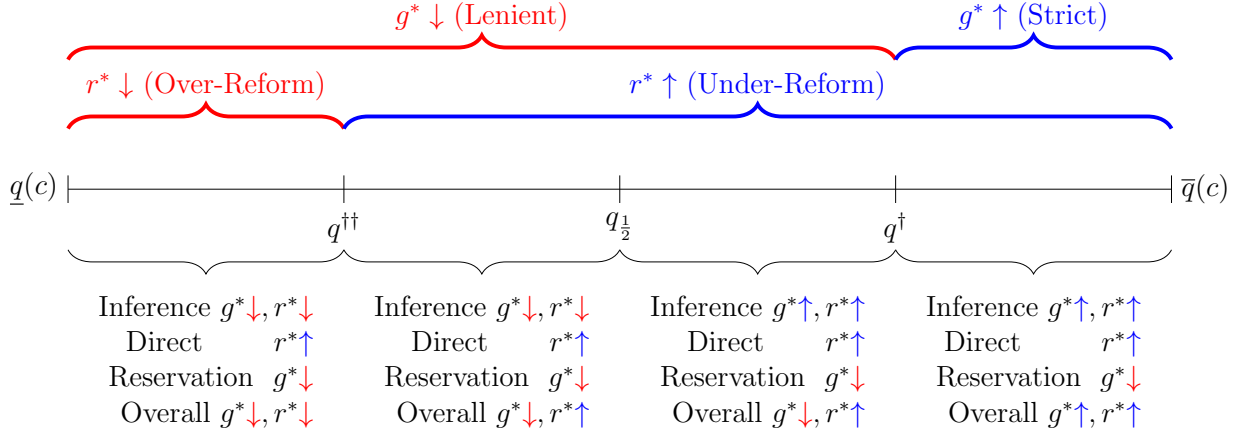 g* ↓ (Lenient) g* ↑ (Strict)
r* ↓ (Over-Reform) r* ↑ (Under-Reform)
q̲(c) q̅(c)
q†† q½ q†
Inference g*↓, r*↓ Inference g*↓, r*↓ Inference g*↑, r*↑ Inference g*↑, r*↑
Direct r*↑ Direct r*↑ Direct r*↑ Direct r*↑
Reservation g*↓ Reservation g*↓ Reservation g*↓ Reservation g*↓
Overall g*↓, r*↓ Overall g*↓, r*↑ Overall g*↓, r*↑ Overall g*↑, r*↑